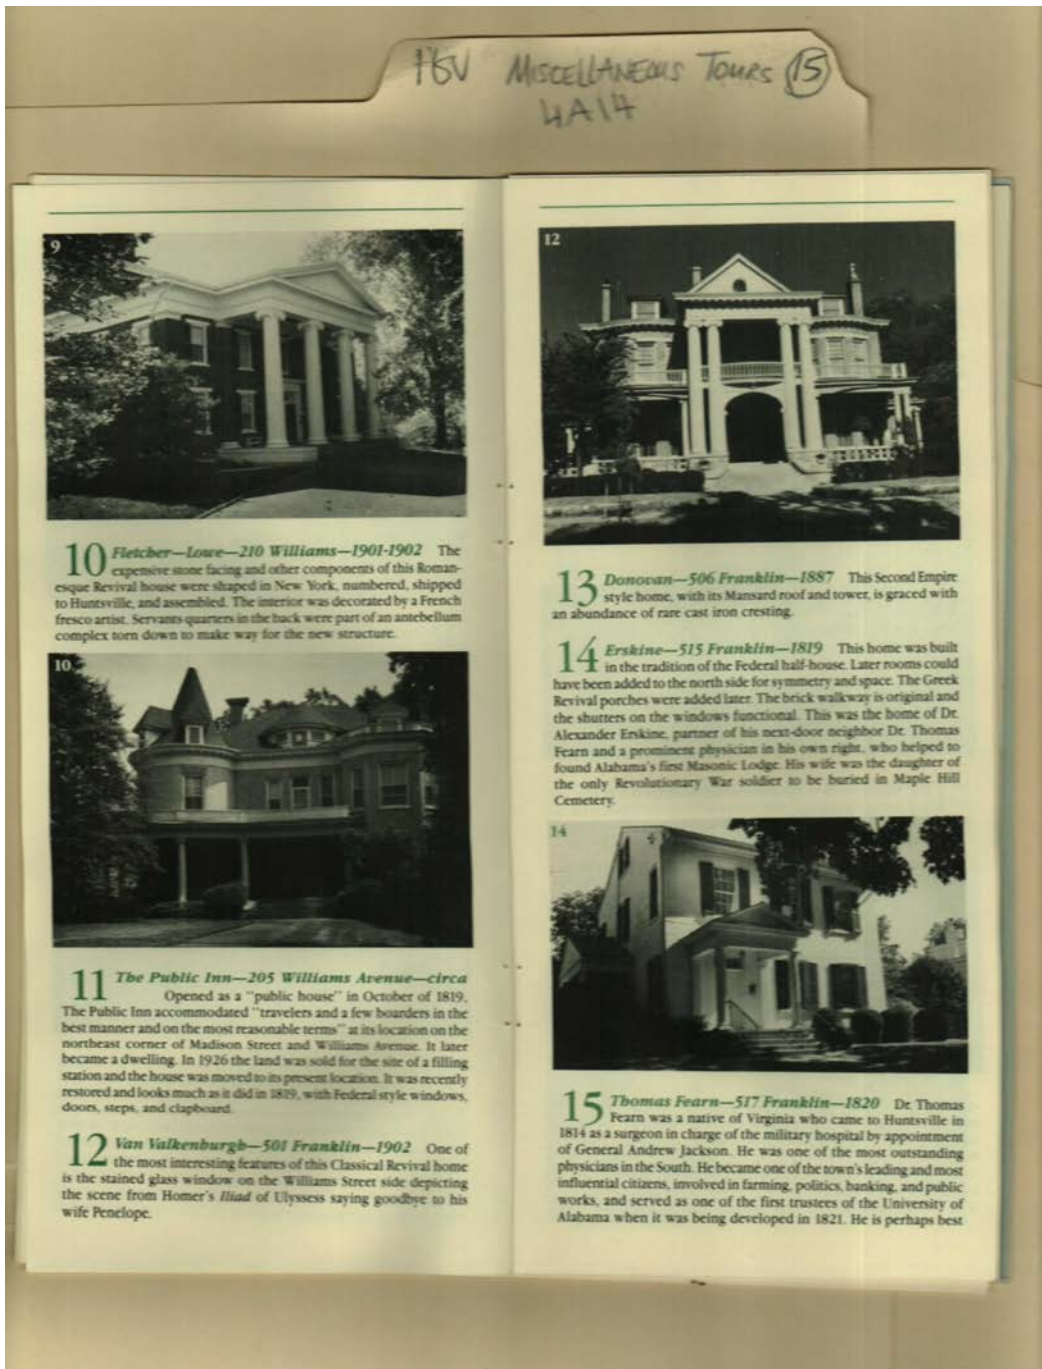 MISCELLANEOUS TOURS 15
4A14
9
10 Fletcher—Lowe—210 Williams—1901-1902 The
expensive stone facing and other components of this Roman-
esque Revival house were shaped in New York, numbered, shipped
to Huntsville, and assembled. The interior was decorated by a French
fresco artist. Servants quarters in the back were part of an antebellum
complex torn down to make way for the new structure.
10
11 The Public Inn—205 Williams Avenue—circa
Opened as a "public house" in October of 1819,
The Public Inn accommodated "travelers and a few boarders in the
best manner and on the most reasonable terms" at its location on the
northeast corner of Madison Street and Williams Avenue. It later
became a dwelling. In 1926 the land was sold for the site of a filling
station and the house was moved to its present location. It was recently
restored and looks much as it did in 1819, with Federal style windows,
doors, steps, and clapboard.
12 Van Valkenburgh—501 Franklin—1902 One of
the most interesting features of this Classical Revival home
is the stained glass window on the Williams Street side depicting
the scene from Homer's Iliad of Ulyssess saying goodbye to his
wife Penelope.
12
13 Donovan—506 Franklin—1887 This Second Empire
style home, with its Mansard roof and tower, is graced with
an abundance of rare cast iron cresting.
14 Erskine—515 Franklin—1819 This home was built
in the tradition of the Federal half-house. Later rooms could
have been added to the north side for symmetry and space. The Greek
Revival porches were added later. The brick walkway is original and
the shutters on the windows functional. This was the home of Dr.
Alexander Erskine, partner of his next-door neighbor Dr. Thomas
Fearn and a prominent physician in his own right, who helped to
found Alabama's first Masonic Lodge. His wife was the daughter of
the only Revolutionary War soldier to be buried in Maple Hill
Cemetery.
14
15 Thomas Fearn—517 Franklin—1820 Dr. Thomas
Fearn was a native of Virginia who came to Huntsville in
1814 as a surgeon in charge of the military hospital by appointment
of General Andrew Jackson. He was one of the most outstanding
physicians in the South. He became one of the town's leading and most
influential citizens, involved in farming, politics, banking, and public
works, and served as one of the first trustees of the University of
Alabama when it was being developed in 1821. He is perhaps best